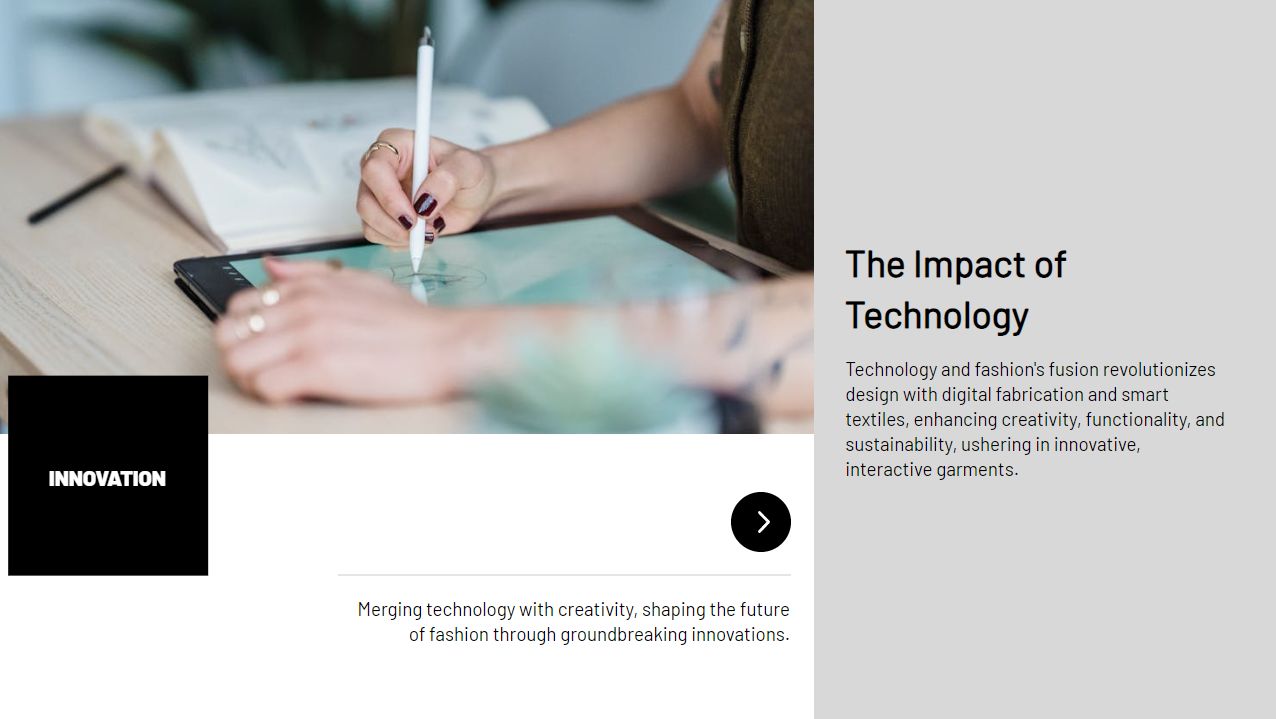 INNOVATION
Merging technology with creativity, shaping the future
of fashion through groundbreaking innovations.
The Impact of
Technology
Technology and fashion's fusion revolutionizes
design with digital fabrication and smart
textiles, enhancing creativity, functionality, and
sustainability, ushering in innovative,
interactive garments.